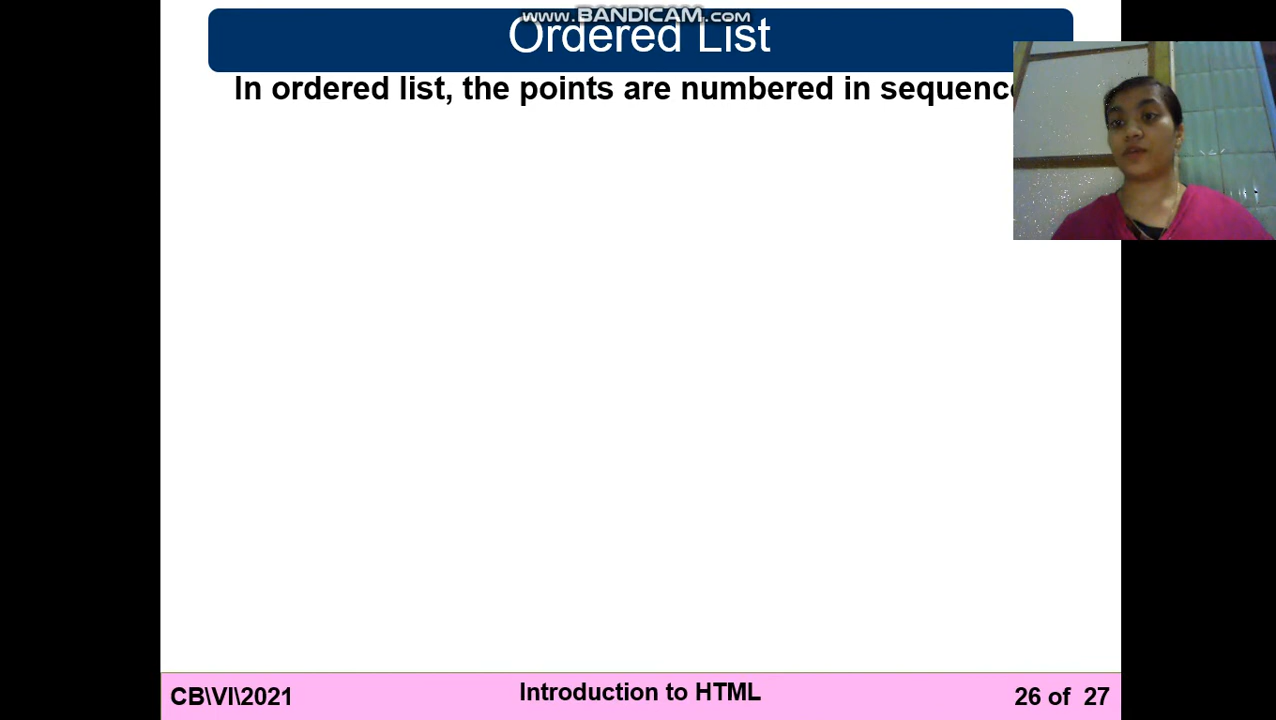 www.BANDICAM.com
Ordered List
In ordered list, the points are numbered in
CB\VI\2021
Introduction to HTML
26 of 27